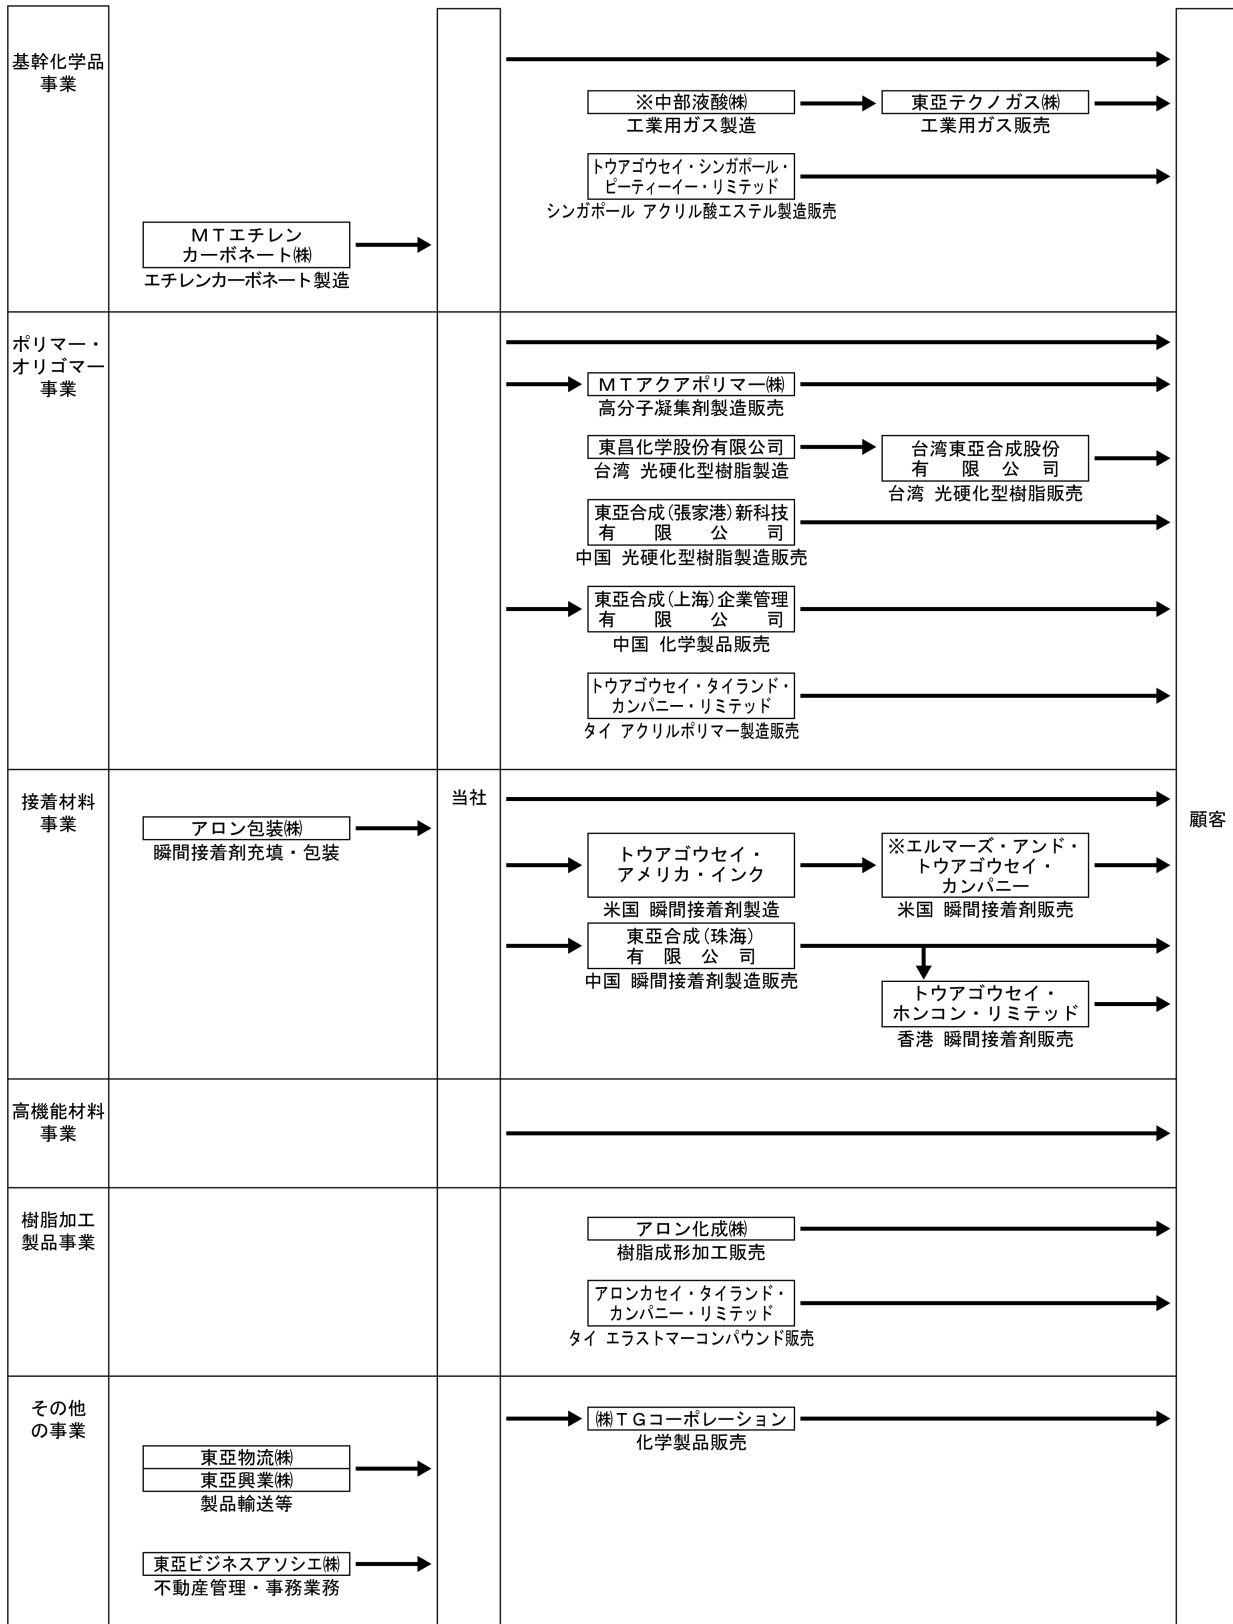 基幹化学品
事業
※中部液酸㈱
工業用ガス製造
東亞テクノガス㈱
工業用ガス販売
トウアゴウセイ・シンガポール・
ピーティーイー・リミテッド
シンガポール アクリル酸エステル製造販売
MTエチレン
カーボネート㈱
エチレンカーボネート製造
ポリマー・
オリゴマー
事業
MTアクアポリマー㈱
高分子凝集剤製造販売
東昌化学股份有限公司
台湾 光硬化型樹脂製造
台湾東亞合成股份
有限公司
台湾 光硬化型樹脂販売
東亞合成(張家港)新科技
有限公司
中国 光硬化型樹脂製造販売
東亞合成(上海)企業管理
有限公司
中国 化学製品販売
トウアゴウセイ・タイランド・
カンパニー・リミテッド
タイ アクリルポリマー製造販売
接着材料
事業
アロン包装㈱
瞬間接着剤充填・包装
当社
顧客
トウアゴウセイ・
アメリカ・インク
米国 瞬間接着剤製造
※エルマーズ・アンド・
トウアゴウセイ・
カンパニー
米国 瞬間接着剤販売
東亞合成(珠海)
有限公司
中国 瞬間接着剤製造販売
トウアゴウセイ・
ホンコン・リミテッド
香港 瞬間接着剤販売
高機能材料
事業
樹脂加工
製品事業
アロン化成㈱
樹脂成形加工販売
アロンカセイ・タイランド・
カンパニー・リミテッド
タイ エラストマーコンパウンド販売
その他
の事業
㈱TGコーポレーション
化学製品販売
東亞物流㈱
東亞興業㈱
製品輸送等
東亞ビジネスアソシエ㈱
不動産管理・事務業務